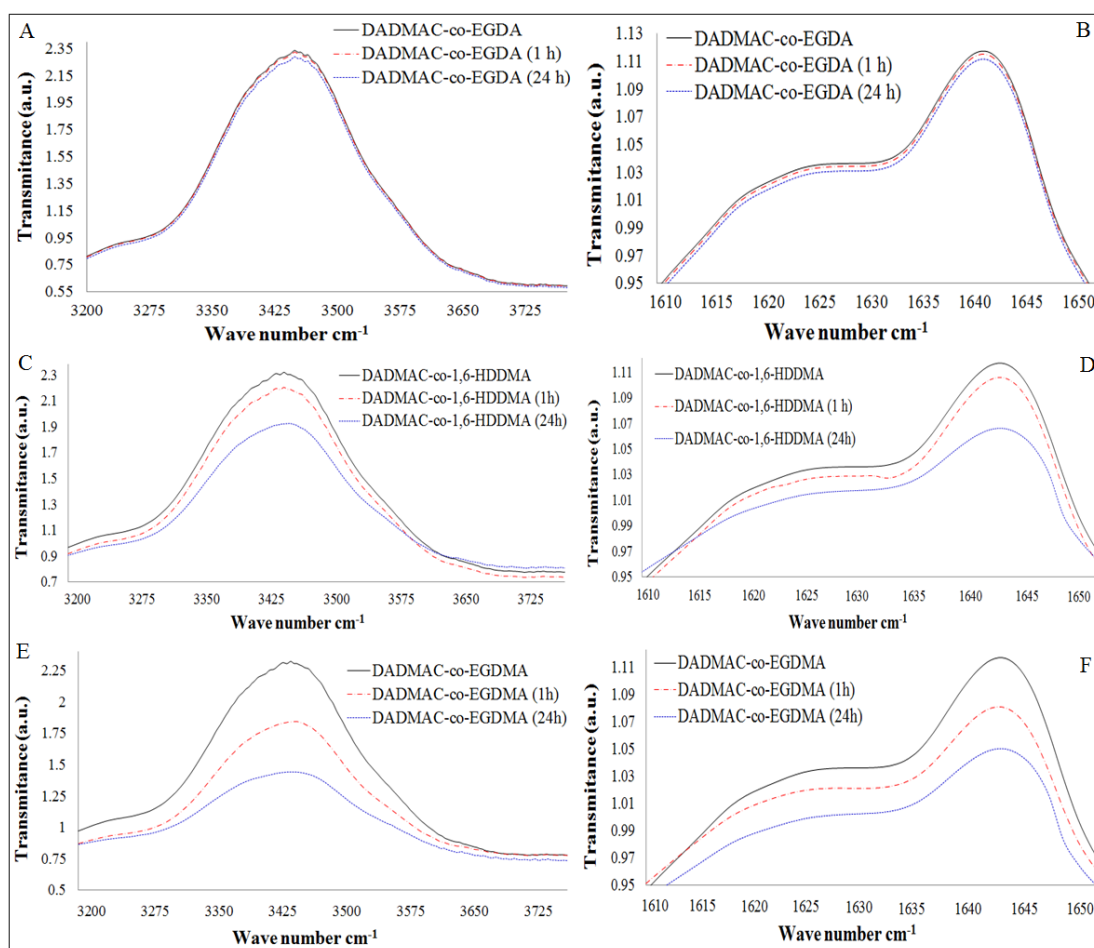 A
DADMAC-co-EGDA
DADMAC-co-EGDA (1 h)
DADMAC-co-EGDA (24 h)
Transmitance (a.u.)
2.35
2.15
1.95
1.75
1.55
1.35
1.15
0.95
0.75
0.55
3200 3275 3350 3425 3500 3575 3650 3725
Wave number cm-1
B
DADMAC-co-EGDA
DADMAC-co-EGDA (1 h)
DADMAC-co-EGDA (24 h)
Transmitance (a.u.)
1.13
1.11
1.09
1.07
1.05
1.03
1.01
0.99
0.97
0.95
1610 1615 1620 1625 1630 1635 1640 1645 1650
Wave number cm-1
C
DADMAC-co-1,6-HDDMA
DADMAC-co-1,6-HDDMA (1h)
DADMAC-co-1,6-HDDMA (24h)
Transmitance (a.u.)
2.3
2.1
1.9
1.7
1.5
1.3
1.1
0.9
0.7
3200 3275 3350 3425 3500 3575 3650 3725
Wave number cm-1
D
DADMAC-co-1,6-HDDMA
DADMAC-co-1,6-HDDMA (1 h)
DADMAC-co-1,6-HDDMA (24h)
Transmitance (a.u.)
1.11
1.09
1.07
1.05
1.03
1.01
0.99
0.97
0.95
1610 1615 1620 1625 1630 1635 1640 1645 1650
Wave number cm-1
E
DADMAC-co-EGDMA
DADMAC-co-EGDMA (1h)
DADMAC-co-EGDMA (24h)
Transmitance (a.u.)
2.25
2
1.75
1.5
1.25
1
0.75
0.5
3200 3275 3350 3425 3500 3575 3650 3725
Wave number cm-1
F
DADMAC-co-EGDMA
DADMAC-co-EGDMA (1h)
DADMAC-co-EGDMA (24h)
Transmitance (a.u.)
1.11
1.09
1.07
1.05
1.03
1.01
0.99
0.97
0.95
1610 1615 1620 1625 1630 1635 1640 1645 1650
Wave number cm-1